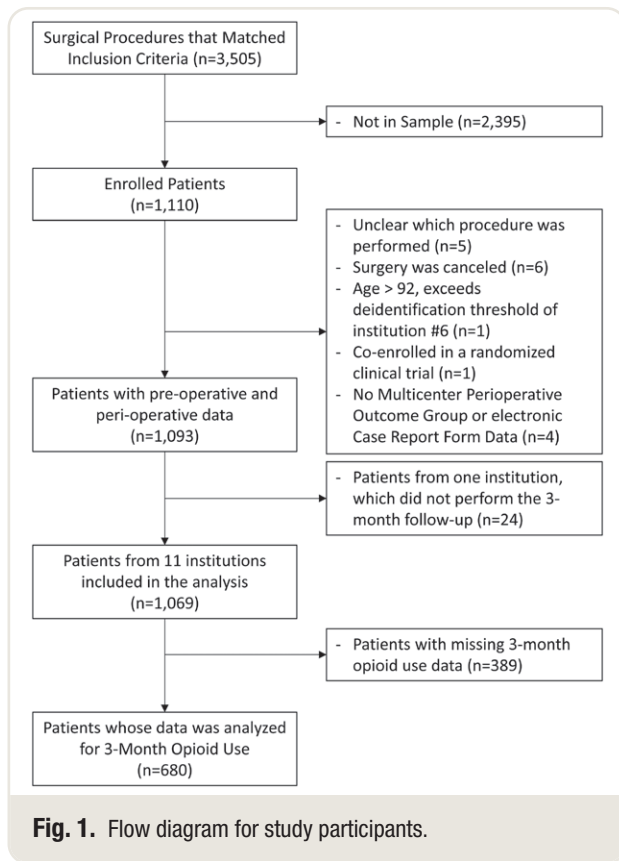 Surgical Procedures that Matched
Inclusion Criteria (n=3,505)
- Not in Sample (n=2,395)
Enrolled Patients
(n=1,110)
- Unclear which procedure was
performed (n=5)
- Surgery was canceled (n=6)
- Age > 92, exceeds
deidentification threshold of
institution #6 (n=1)
- Co-enrolled in a randomized
clinical trial (n=1)
- No Multicenter Perioperative
Outcome Group or electronic
Case Report Form Data (n=4)
Patients with pre-operative and
peri-operative data
(n=1,093)
- Patients from one institution,
which did not perform the 3-
month follow-up (n=24)
Patients from 11 institutions
included in the analysis
(n=1,069)
- Patients with missing 3-month
opioid use data (n=389)
Patients whose data was analyzed
for 3-Month Opioid Use
(n=680)
Fig. 1. Flow diagram for study participants.